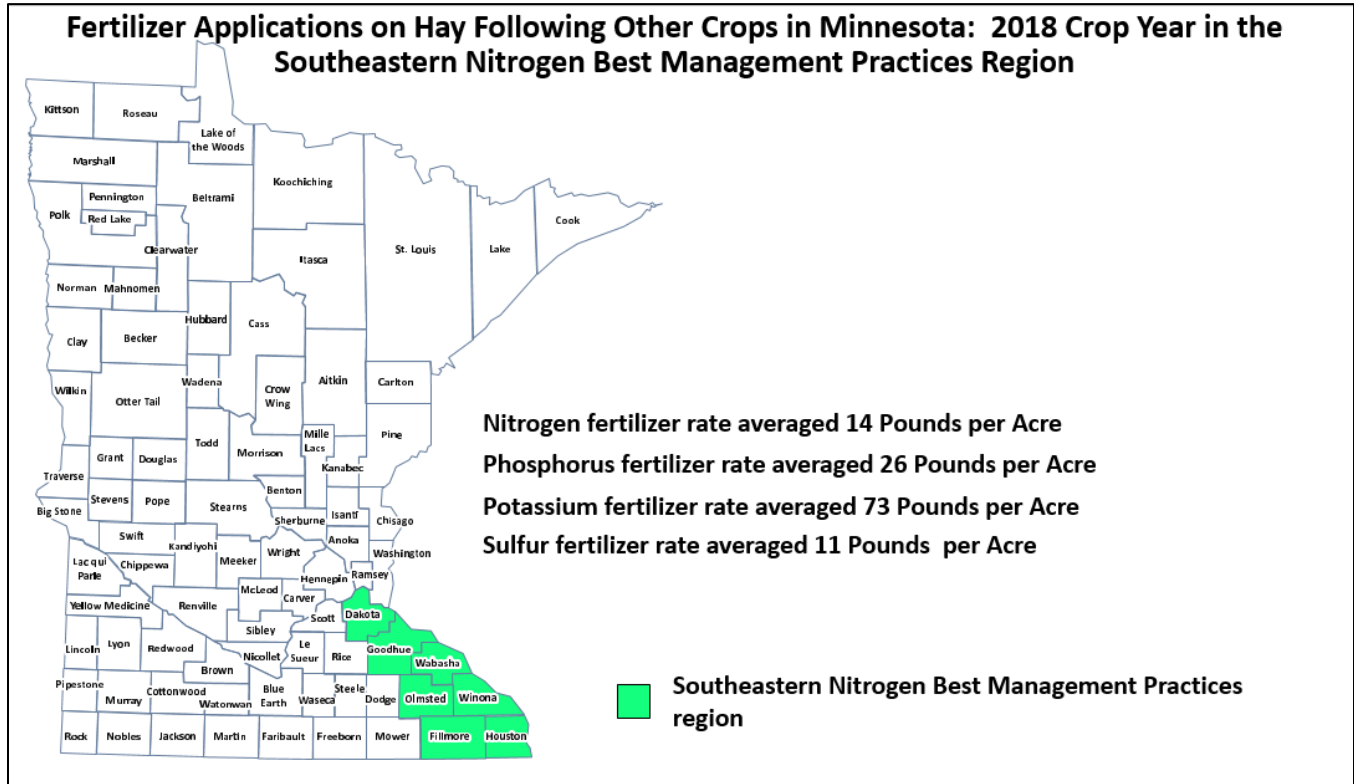 Fertilizer Applications on Hay Following Other Crops in Minnesota:  2018 Crop Year in the
Southeastern Nitrogen Best Management Practices Region
Kittson
Roseau
Lake of
the Woods
Marshall
Koochiching
Pennington
Beltrami
Polk
Red Lake
Cook
Clearwater
St. Louis
Lake
Itasca
Norman
Mahnomen
Hubbard
Cass
Clay
Becker
Wadena
Aitkin
Carlton
Wilkin
Crow
Wing
Otter Tail
Nitrogen fertilizer rate averaged 14 Pounds per Acre
Mille
Lacs
Pine
Todd
Morrison
Grant
Douglas
Kanabec
Phosphorus fertilizer rate averaged 26 Pounds per Acre
Traverse
Benton
Stevens
Pope
Stearns
Big Stone
Isanti
Chisago
Sherburne
Potassium fertilizer rate averaged 73 Pounds per Acre
Swift
Anoka
Kandiyohi
Wright
Washington
Sulfur fertilizer rate averaged 11 Pounds  per Acre
Lac qui
Parle
Chippewa
Meeker
Hennepin
Ramsey
McLeod
Carver
Yellow Medicine
Renville
Scott
Dakota
Sibley
Lincoln
Lyon
Redwood
Le
Sueur
Rice
Goodhue
Nicollet
Wabasha
Brown
Pipestone
Murray
Cottonwood
Watonwan
Blue
Earth
Waseca
Steele
Dodge
Olmsted
Winona
Southeastern Nitrogen Best Management Practices
region
Rock
Nobles
Jackson
Martin
Faribault
Freeborn
Mower
Fillmore
Houston